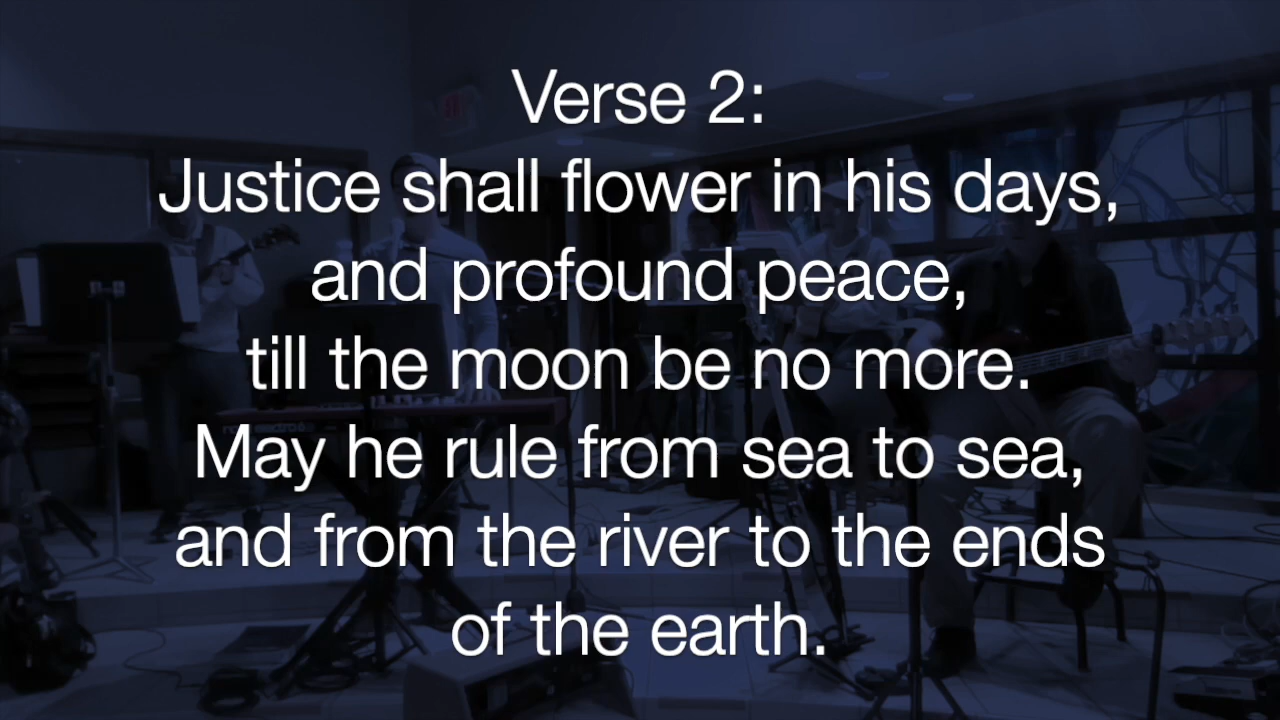 Verse 2:
Justice shall flower in his days,
and profound peace,
till the moon be no more.
May he rule from sea to sea,
and from the river to the ends
of the earth.